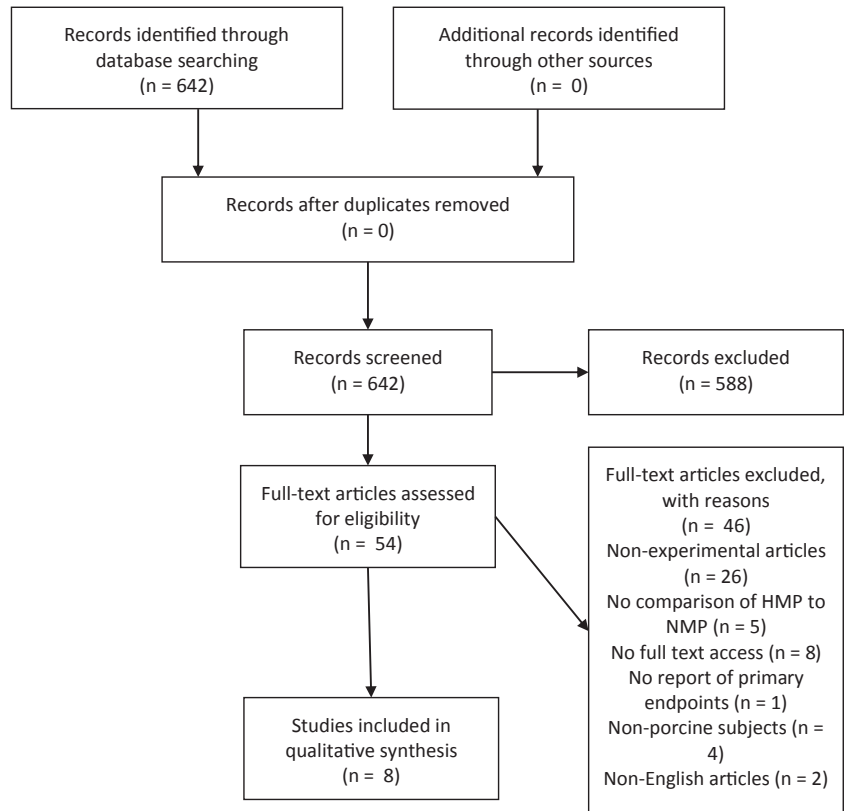 Records identified through
database searching
(n = 642)
Additional records identified
through other sources
(n = 0)
Records after duplicates removed
(n = 0)
Records screened
(n = 642)
Records excluded
(n = 588)
Full-text articles assessed
for eligibility
(n = 54)
Full-text articles excluded,
with reasons
(n = 46)
Non-experimental articles
(n = 26)
No comparison of HMP to
NMP (n = 5)
No full text access (n = 8)
No report of primary
endpoints (n = 1)
Non-porcine subjects (n =
4)
Non-English articles (n = 2)
Studies included in
qualitative synthesis
(n = 8)